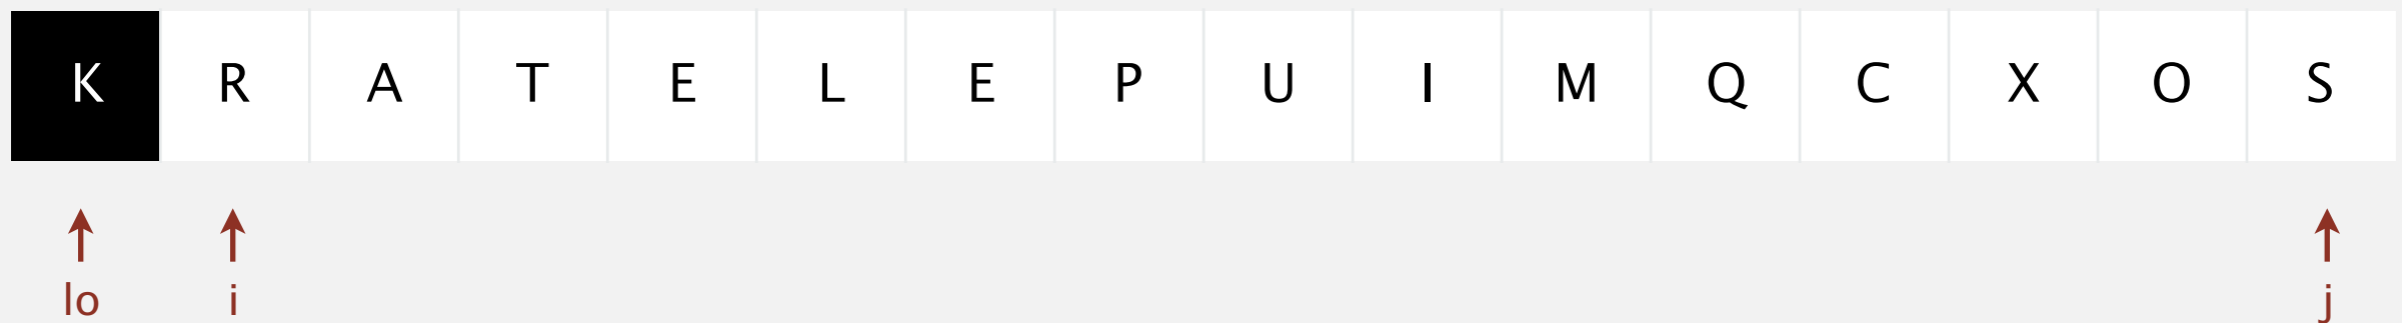 K R A T E L E P U I M Q C X O S
lo i j